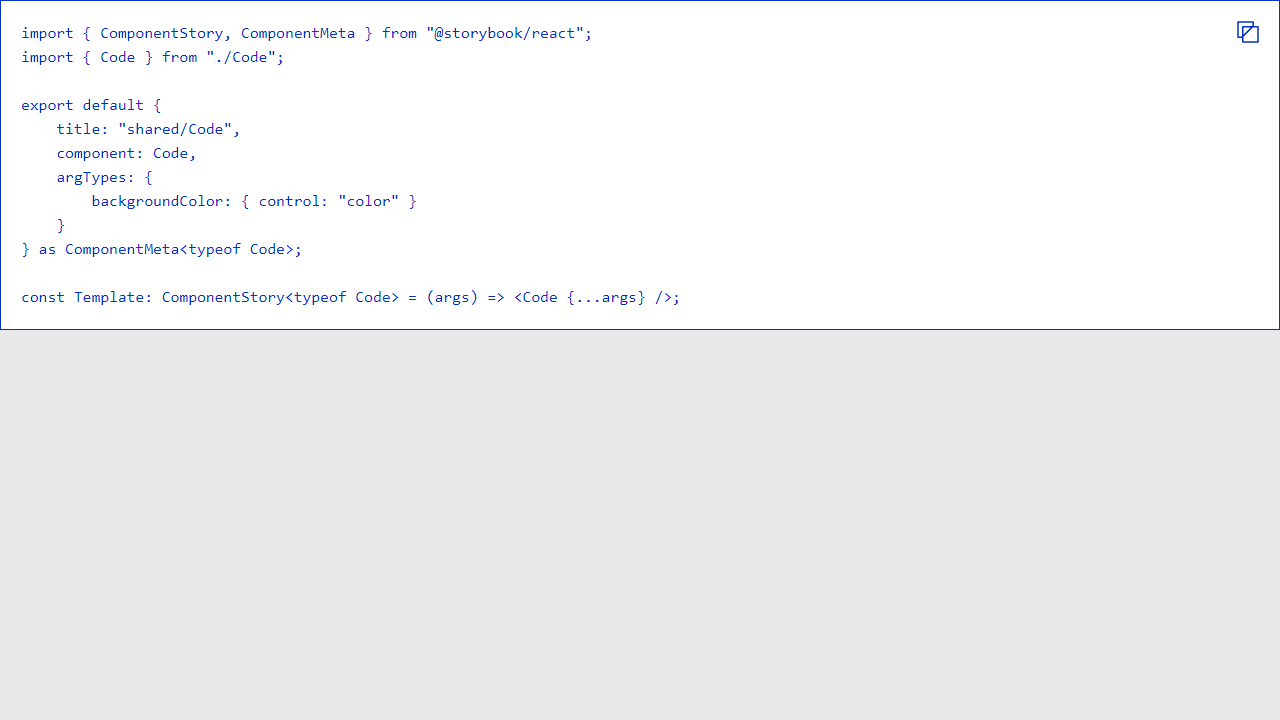 import { ComponentStory, ComponentMeta } from "@storybook/react";
import { Code } from "./Code";

export default {
    title: "shared/Code",
    component: Code,
    argTypes: {
        backgroundColor: { control: "color" }
    }
} as ComponentMeta<typeof Code>;

const Template: ComponentStory<typeof Code> = (args) => <Code {...args} />;